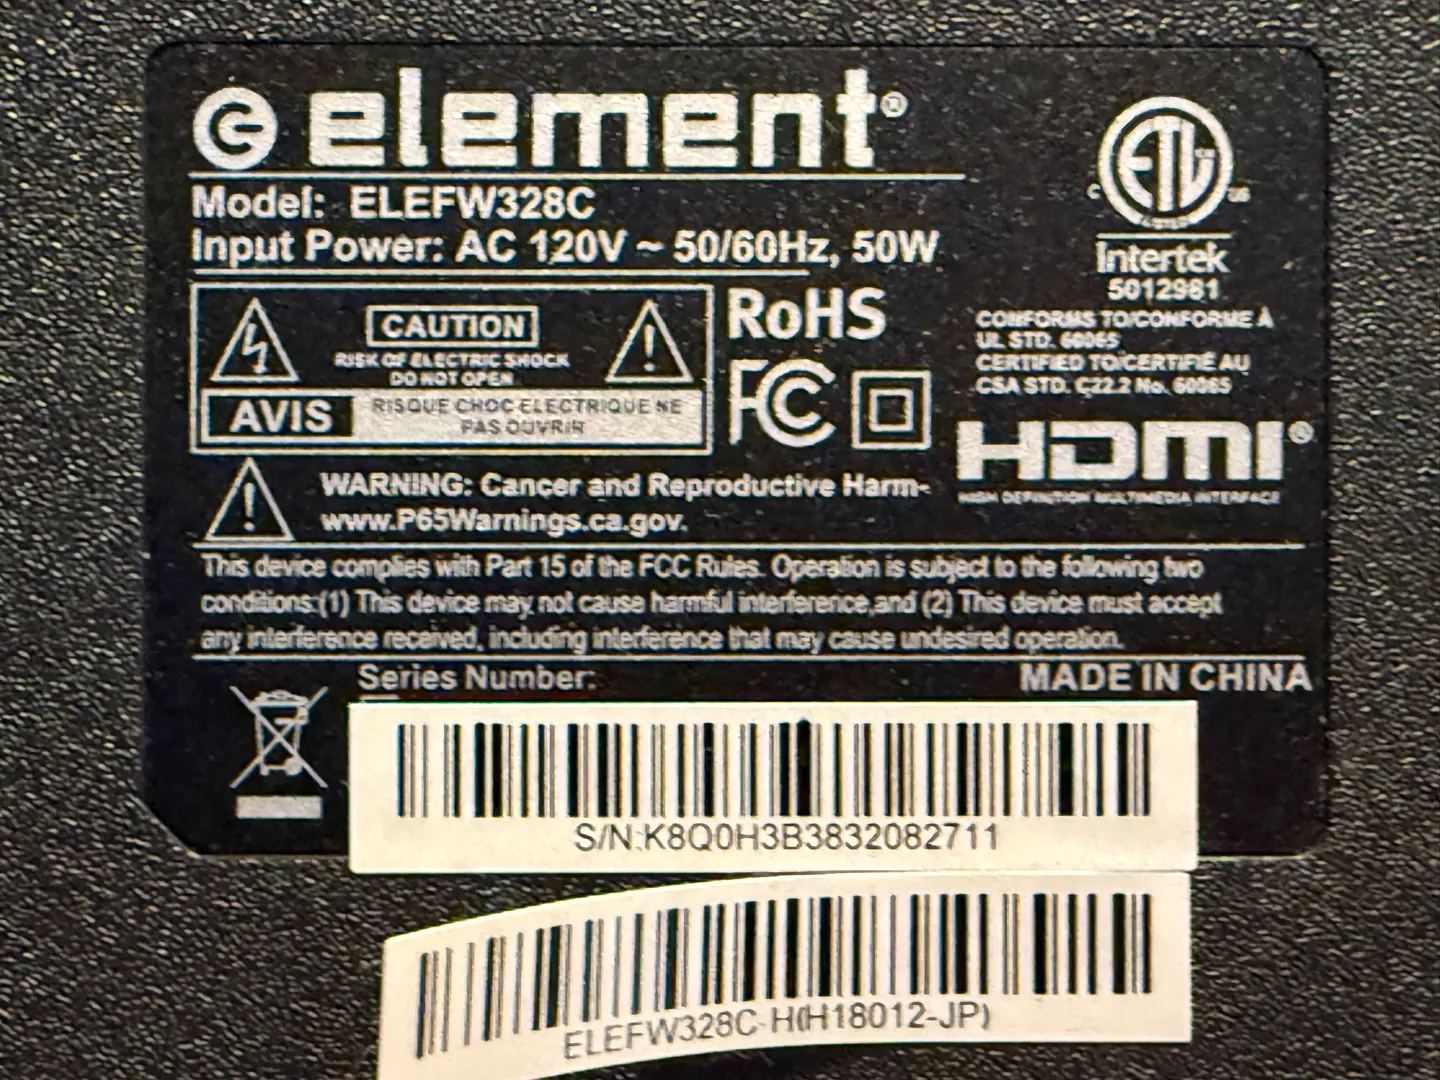 e element®
Model: ELEFW328C
Input Power: AC 120V ~ 50/60Hz, 50W
ETL
C US
Intertek
5012981
CONFORMS TO/CONFORME À
UL STD. 60065
CERTIFIED TO/CERTIFIÉ AU
CSA STD. C22.2 No. 60065
CAUTION
RISK OF ELECTRIC SHOCK
DO NOT OPEN
AVIS
RISQUE CHOC ELECTRIQUE NE
PAS OUVRIR
RoHS
FC
HDMI®
HIGH DEFINITION MULTIMEDIA INTERFACE
WARNING: Cancer and Reproductive Harm-
www.P65Warnings.ca.gov.
This device complies with Part 15 of the FCC Rules. Operation is subject to the following two
conditions:(1) This device may not cause harmful interference,and (2) This device must accept
any interference received, including interference that may cause undesired operation.
Series Number:
MADE IN CHINA
S/N:K8Q0H3B3832082711
ELEFW328C-H(H18012-JP)